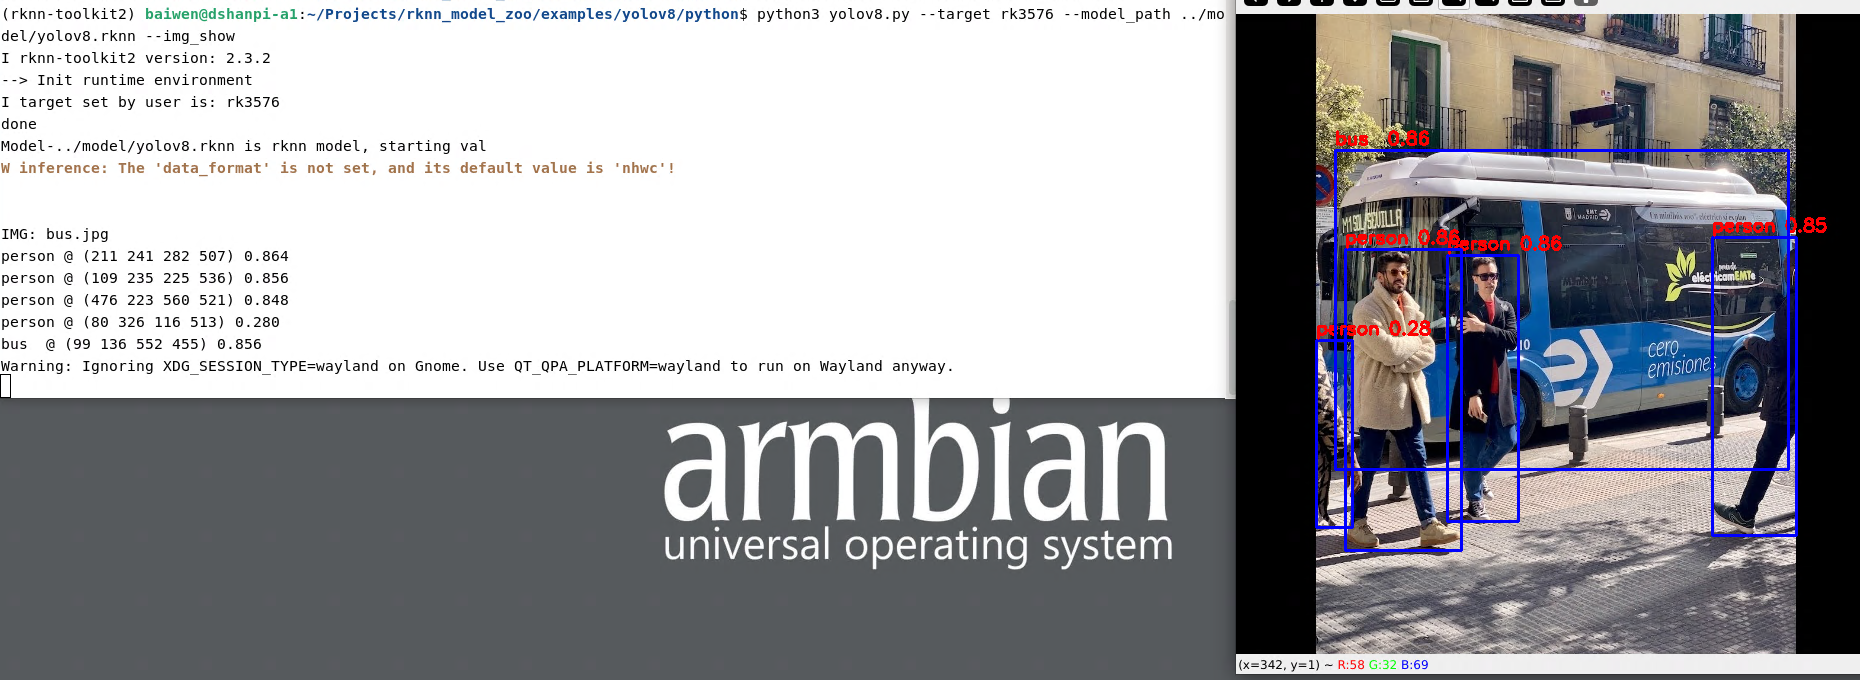 (rknn-toolkit2) baiwen@dshanpi-a1:~/Projects/rknn_model_zoo/examples/yolov8/python$ python3 yolov8.py --target rk3576 --model_path ../mo
del/yolov8.rknn --img_show
I rknn-toolkit2 version: 2.3.2
--> Init runtime environment
I target set by user is: rk3576
done
Model-../model/yolov8.rknn is rknn model, starting val
W inference: The 'data_format' is not set, and its default value is 'nhwc'!
IMG: bus.jpg
person @ (211 241 282 507) 0.864
person @ (109 235 225 536) 0.856
person @ (476 223 560 521) 0.848
person @ (80 326 116 513) 0.280
bus  @ (99 136 552 455) 0.856
Warning: Ignoring XDG_SESSION_TYPE=wayland on Gnome. Use QT_QPA_PLATFORM=wayland to run on Wayland anyway.
armbian
universal operating system
bus 0.86
person 0.85
person 0.86
person 0.86
person 0.28
EMT
MADRID
cero
emisiones
(x=342, y=1) ~ R:58 G:32 B:69